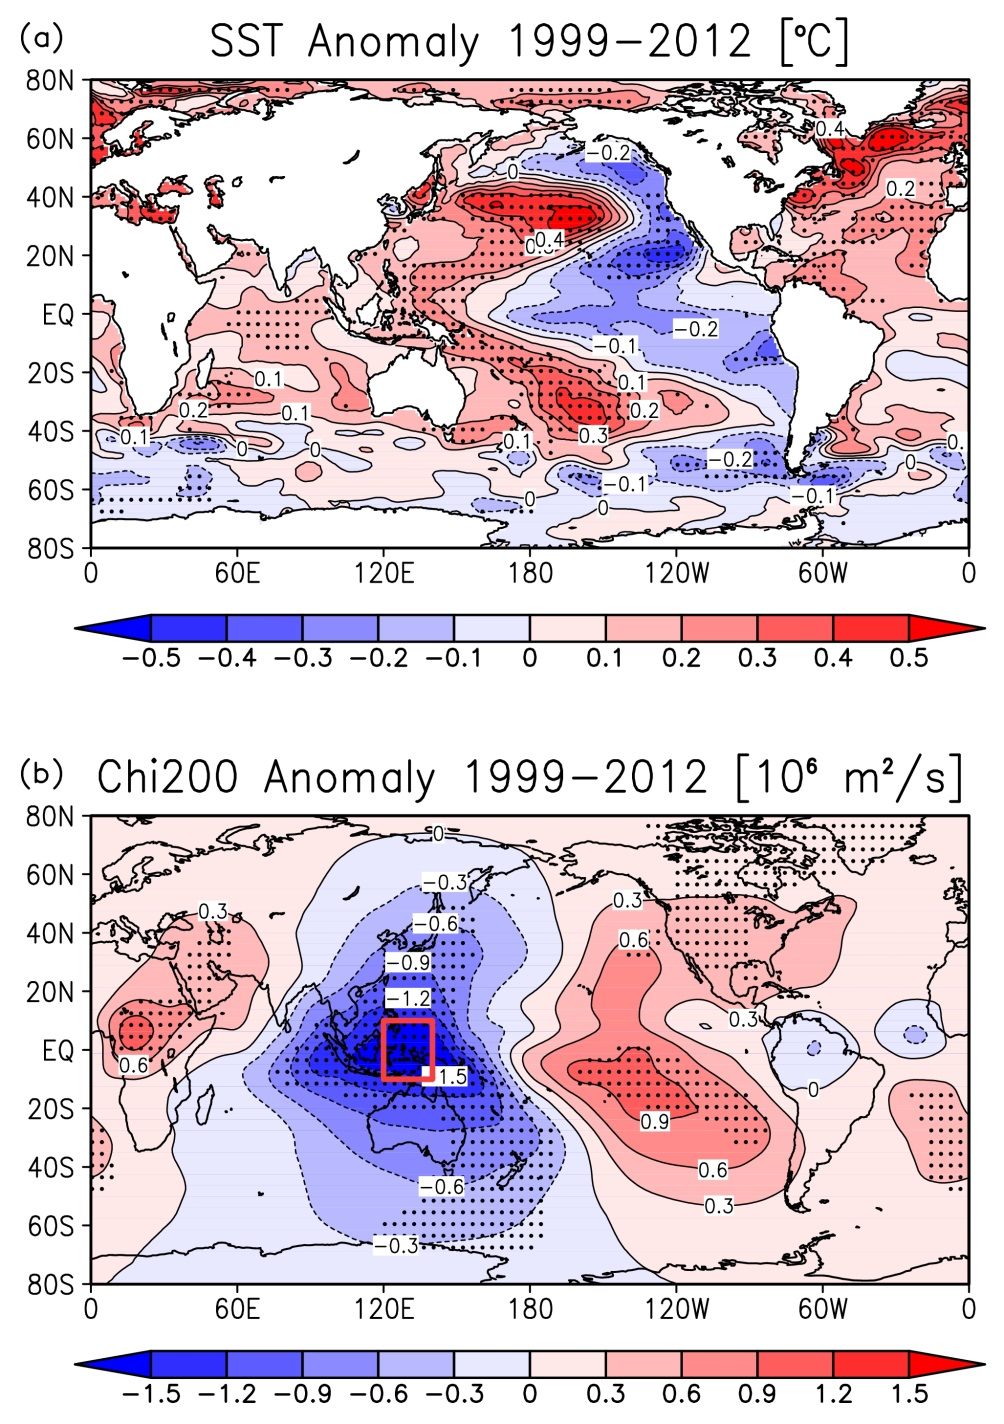 (a) SST Anomaly 1999−2012 [°C]
80N
60N
40N
20N
EQ
20S
40S
60S
80S
0.4
−0.2
0
0.2
0.4
−0.2
−0.1
0.1
0.1
0.2
0.1
0.2
0.1
0.3
0.1
0
0
−0.2
0
−0.1
−0.1
0
0
0 60E 120E 180 120W 60W 0
−0.5 −0.4 −0.3 −0.2 −0.1 0 0.1 0.2 0.3 0.4 0.5
(b) Chi200 Anomaly 1999−2012 [10⁶ m²/s]
80N
60N
40N
20N
EQ
20S
40S
60S
80S
0
−0.3
0.3
0.3
−0.6
0.6
−0.9
−1.2
0.3
0.6
1.5
0
0.9
0.6
−0.6
0.3
−0.3
0 60E 120E 180 120W 60W 0
−1.5 −1.2 −0.9 −0.6 −0.3 0 0.3 0.6 0.9 1.2 1.5